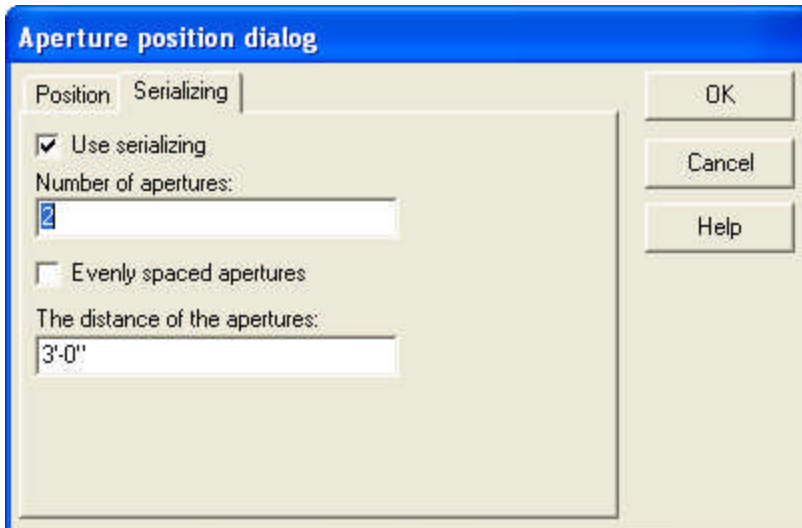 Aperture position dialog
Position Serializing
OK
Use serializing
Cancel
Number of apertures:
2
Help
Evenly spaced apertures
The distance of the apertures:
3'-0"